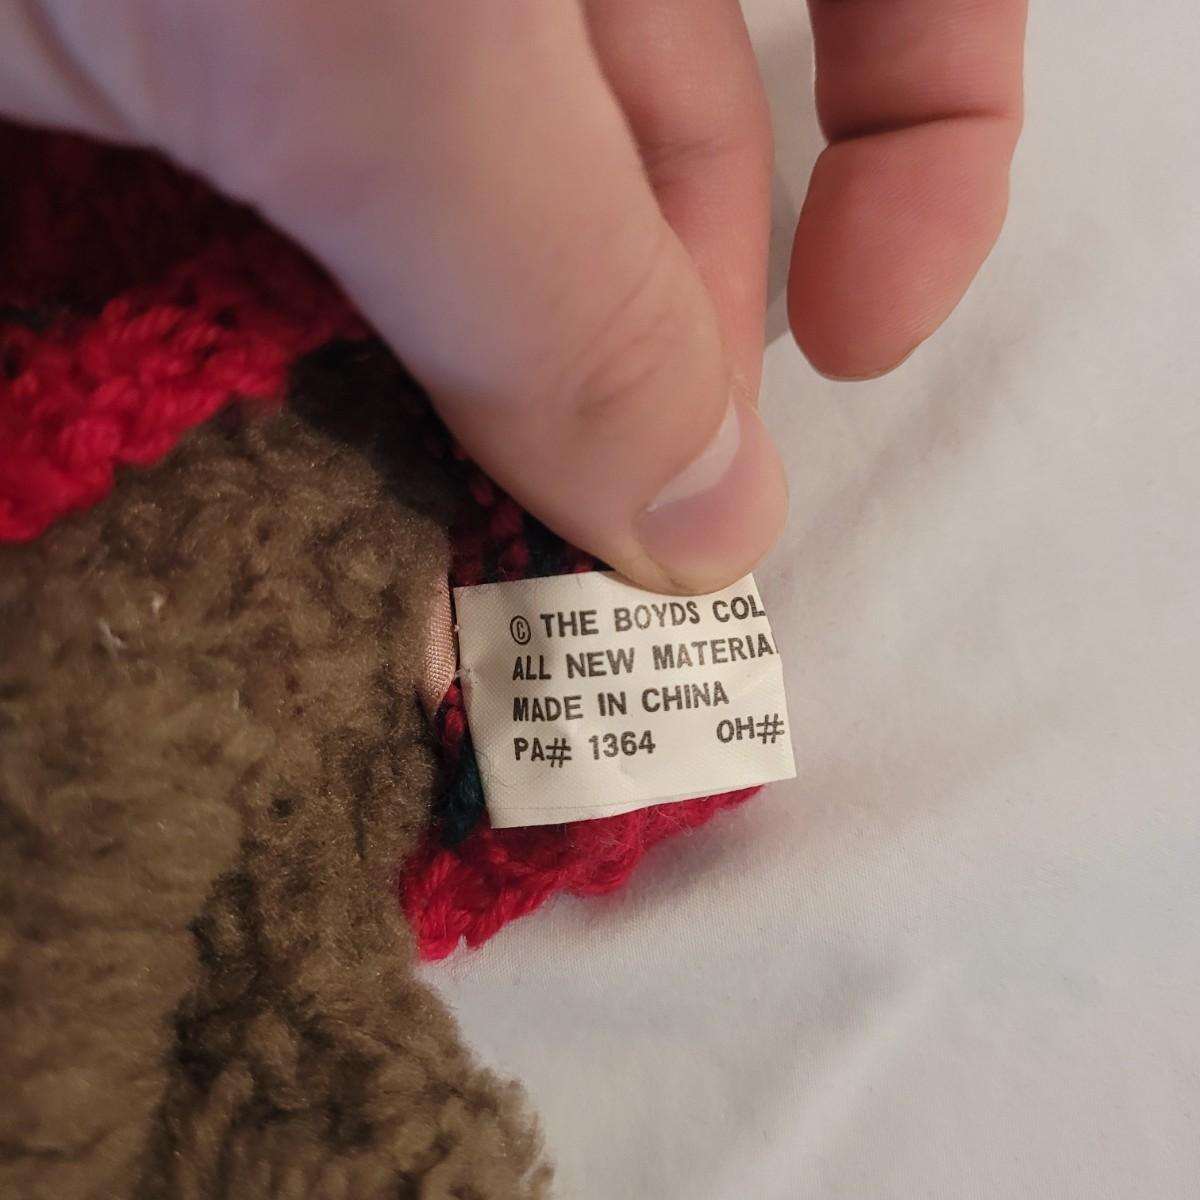 © THE BOYDS COL
ALL NEW MATERIA
MADE IN CHINA
PA# 1364 OH#